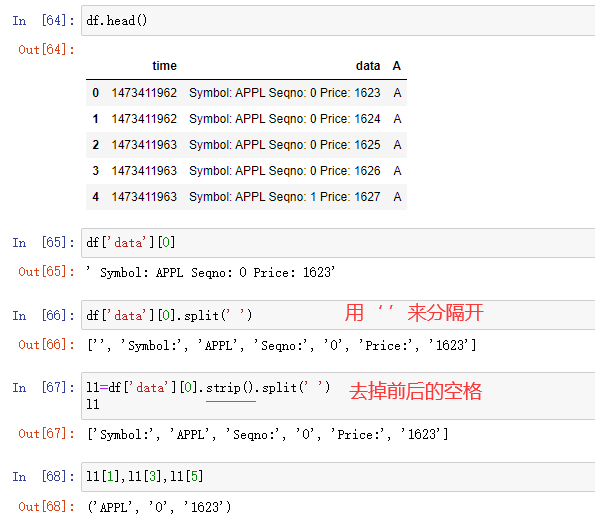 In [64]: df.head()
Out[64]:
time data A
0 1473411962 Symbol: APPL Seqno: 0 Price: 1623 A
1 1473411962 Symbol: APPL Seqno: 0 Price: 1624 A
2 1473411963 Symbol: APPL Seqno: 0 Price: 1625 A
3 1473411963 Symbol: APPL Seqno: 0 Price: 1626 A
4 1473411963 Symbol: APPL Seqno: 1 Price: 1627 A
In [65]: df['data'][0]
Out[65]: ' Symbol: APPL Seqno: 0 Price: 1623'
In [66]: df['data'][0].split(' ') 用‘ ’来分隔开
Out[66]: ['', 'Symbol:', 'APPL', 'Seqno:', '0', 'Price:', '1623']
In [67]: l1=df['data'][0].strip().split(' ') 去掉前后的空格
l1
Out[67]: ['Symbol:', 'APPL', 'Seqno:', '0', 'Price:', '1623']
In [68]: l1[1],l1[3],l1[5]
Out[68]: ('APPL', '0', '1623')